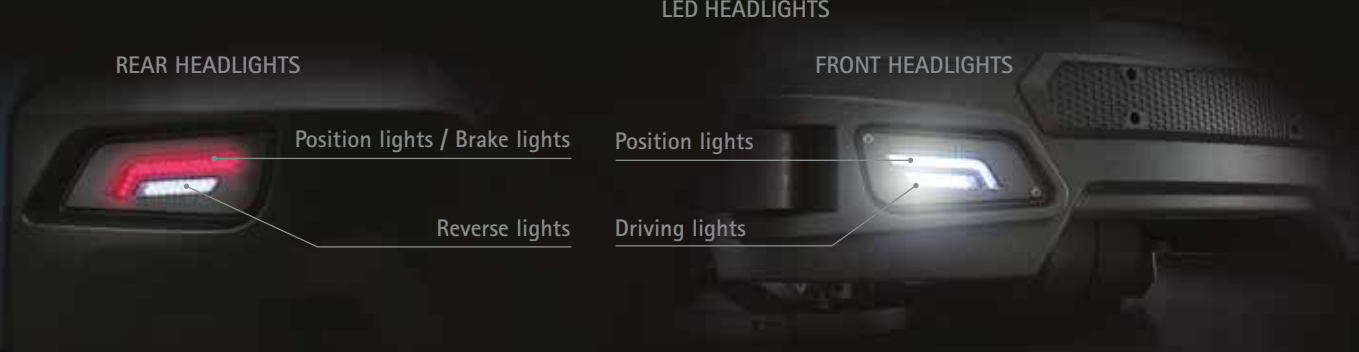 LED HEADLIGHTS
REAR HEADLIGHTS
FRONT HEADLIGHTS
Position lights / Brake lights
Position lights
Reverse lights
Driving lights